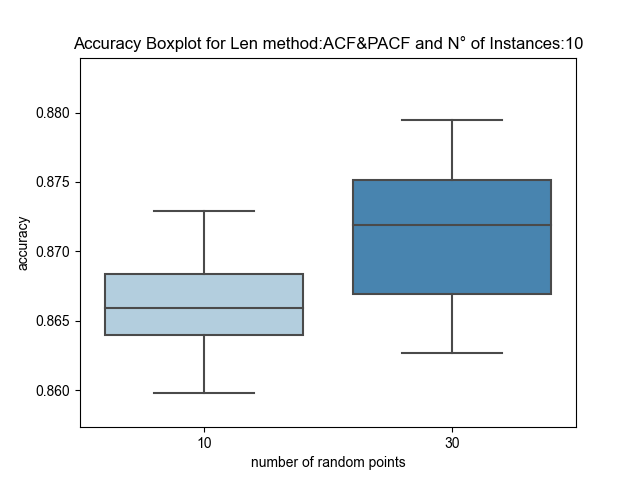 Accuracy Boxplot for Len method:ACF&PACF and N° of Instances:10
0.880
0.875
0.870
0.865
0.860
accuracy
10 30
number of random points